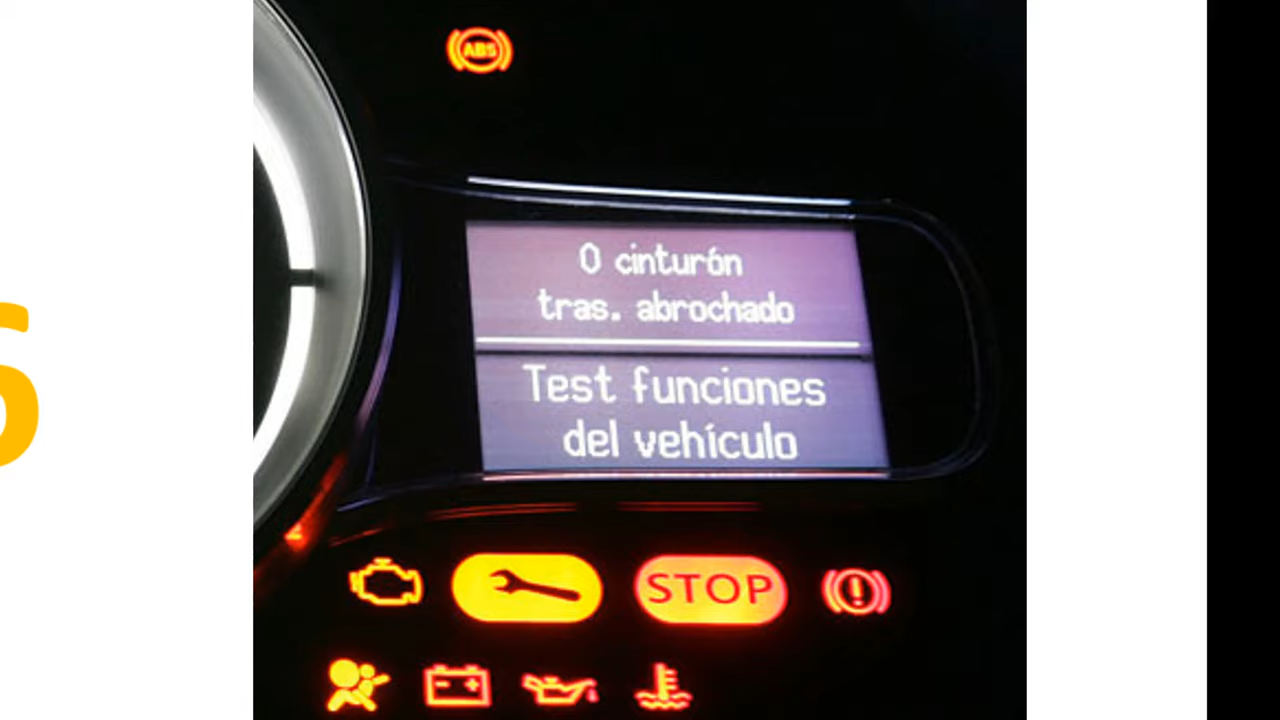 ABS
0 cinturón
tras. abrochado
Test funciones
del vehículo
STOP